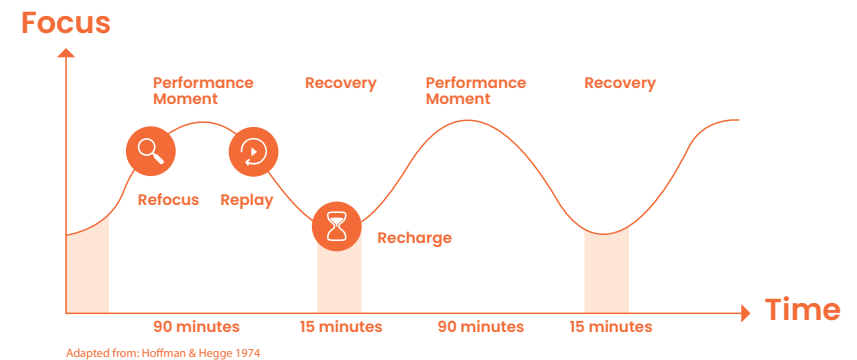 Focus
Performance
Moment
Recovery
Performance
Moment
Recovery
Refocus
Replay
Recharge
90 minutes
15 minutes
90 minutes
15 minutes
Time
Adapted from: Hoffman & Hegge 1974